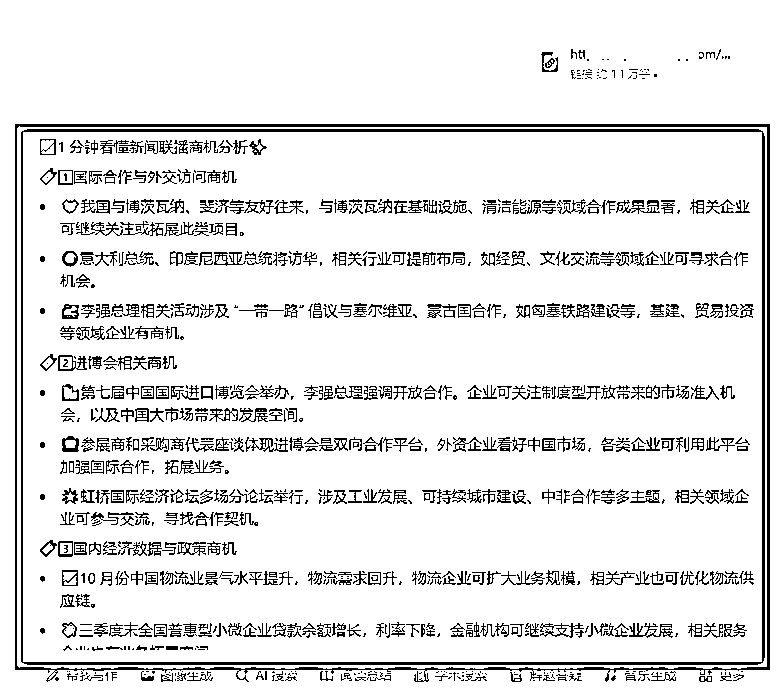 链接 约 1.1 万字
1 分钟看懂新闻联播商机分析
1国际合作与外交访问商机
• 我国与博茨瓦纳、斐济等友好往来，与博茨瓦纳在基础设施、清洁能源等领域合作成果显著，相关企业
可继续关注或拓展此类项目。
• 意大利总统、印度尼西亚总统将访华，相关行业可提前布局，如经贸、文化交流等领域企业可寻求合作
机会。
• 李强总理相关活动涉及 “一带一路” 倡议与塞尔维亚、蒙古国合作，如匈塞铁路建设等，基建、贸易投资
等领域企业有商机。
2进博会相关商机
• 第七届中国国际进口博览会举办，李强总理强调开放合作。企业可关注制度型开放带来的市场准入机
会，以及中国大市场带来的发展空间。
• 参展商和采购商代表座谈体现进博会是双向合作平台，外资企业看好中国市场，各类企业可利用此平台
加强国际合作，拓展业务。
• 虹桥国际经济论坛多场分论坛举行，涉及工业发展、可持续城市建设、中非合作等多主题，相关领域企
业可参与交流，寻找合作契机。
3国内经济数据与政策商机
• 10 月份中国物流业景气水平提升，物流需求回升，物流企业可扩大业务规模，相关产业也可优化物流供
应链。
• 三季度末全国普惠型小微企业贷款余额增长，利率下降，金融机构可继续支持小微企业发展，相关服务
帮我写作 图像生成 AI 搜索 阅读总结 学术搜索 解题答疑 音乐生成 更多